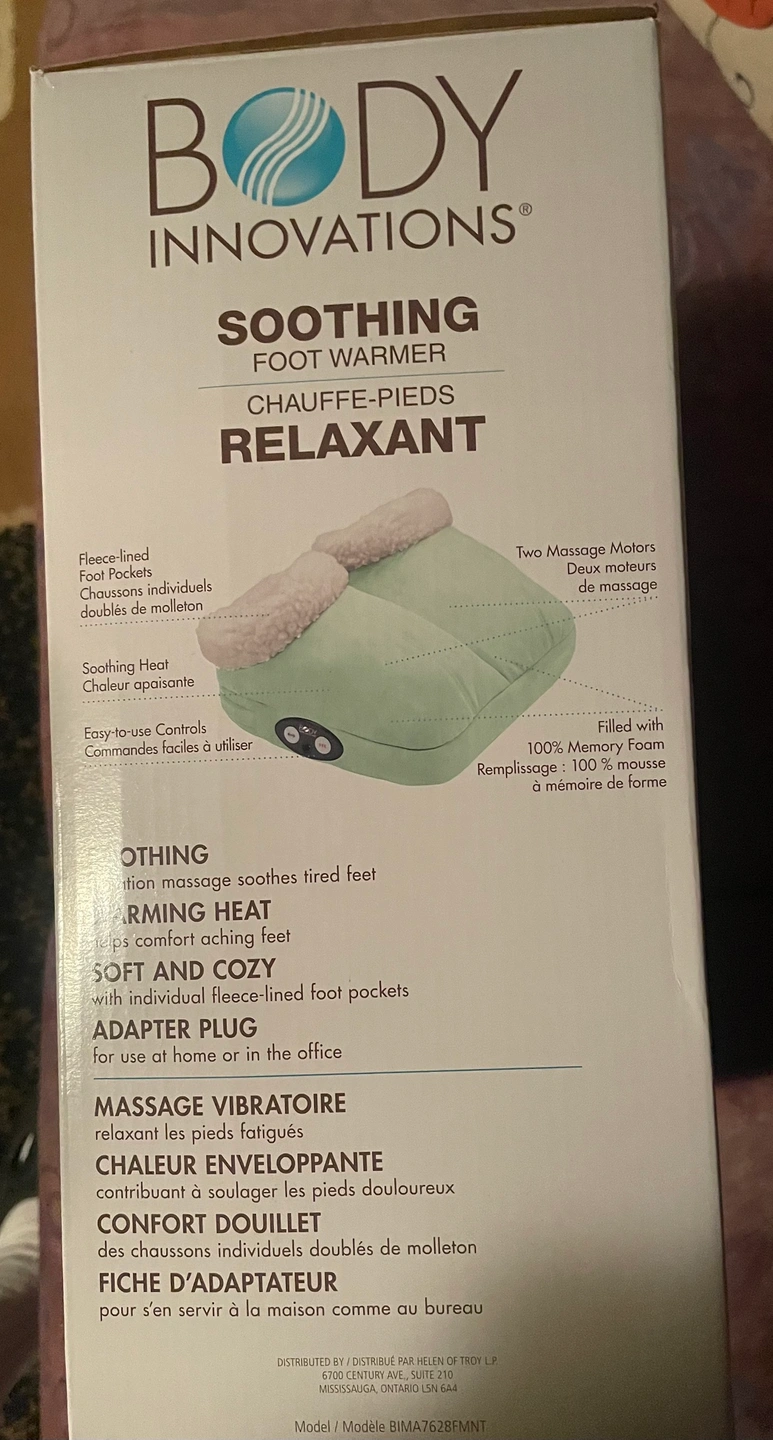 BODY
INNOVATIONS®
SOOTHING
FOOT WARMER
CHAUFFE-PIEDS
RELAXANT
Fleece-lined
Foot Pockets
Chaussons individuels
doublés de molleton
Two Massage Motors
Deux moteurs
de massage
Soothing Heat
Chaleur apaisante
Easy-to-use Controls
Commandes faciles à utiliser
Filled with
100% Memory Foam
Remplissage : 100 % mousse
à mémoire de forme
massage soothes tired feet
HEAT
comfort aching feet
SOFT AND COZY
with individual fleece-lined foot pockets
ADAPTER PLUG
for use at home or in the office
MASSAGE VIBRATOIRE
relaxant les pieds fatigués
CHALEUR ENVELOPPANTE
contribuant à soulager les pieds douloureux
CONFORT DOUILLET
des chaussons individuels doublés de molleton
FICHE D'ADAPTATEUR
pour s'en servir à la maison comme au bureau
DISTRIBUTED BY / DISTRIBUÉ PAR HELEN OF TROY L.P.
6700 CENTURY AVE., SUITE 210
MISSISSAUGA, ONTARIO L5N 6A4
Model / Modèle BIMA7628FMNT